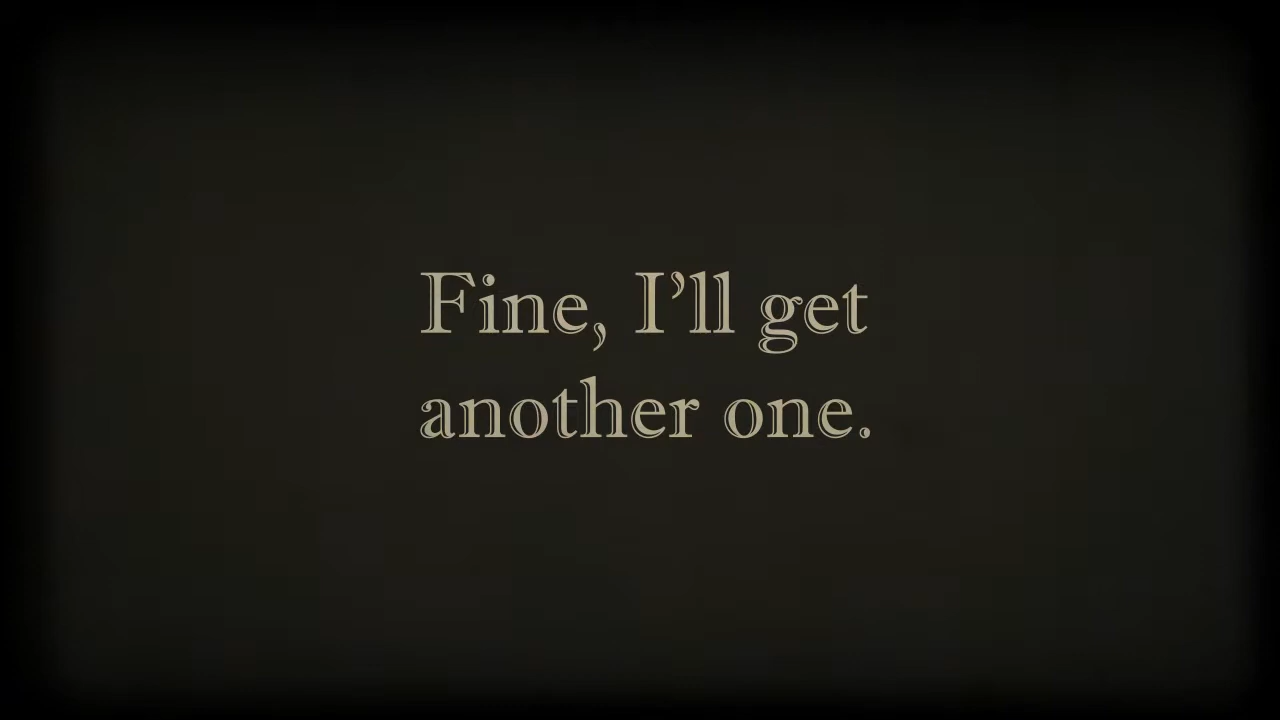 Fine, I’ll get
another one.